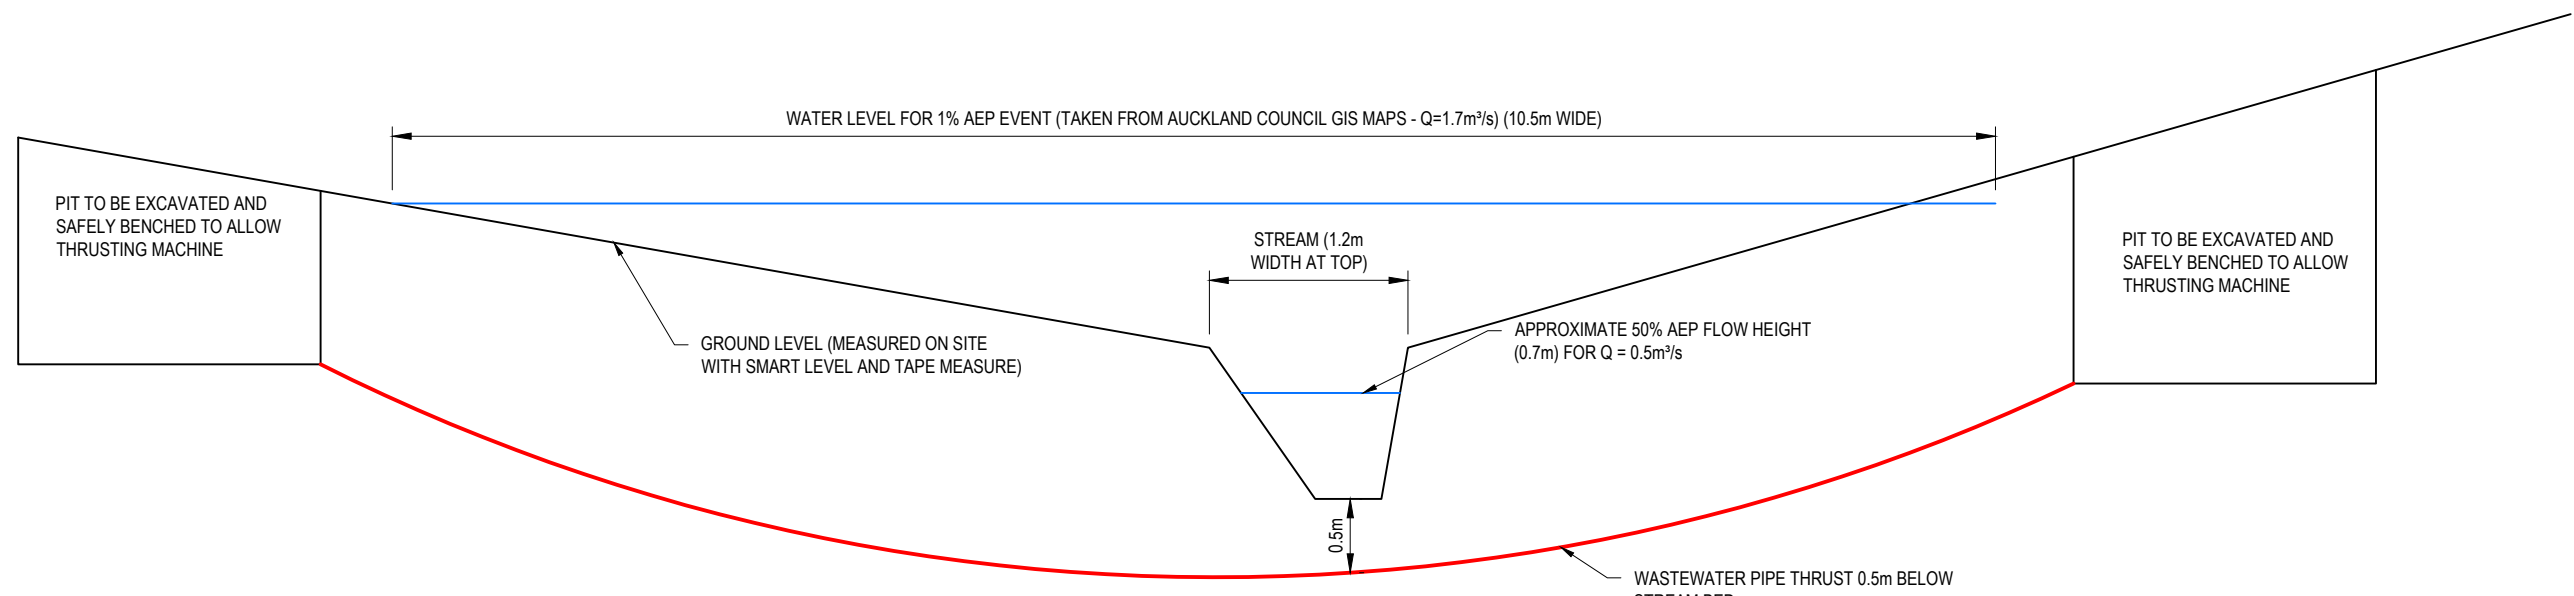 WATER LEVEL FOR 1% AEP EVENT (TAKEN FROM AUCKLAND COUNCIL GIS MAPS - Q=1.7m³/s) (10.5m WIDE)
PIT TO BE EXCAVATED AND
SAFELY BENCHED TO ALLOW
THRUSTING MACHINE
STREAM (1.2m
WIDTH AT TOP)
PIT TO BE EXCAVATED AND
SAFELY BENCHED TO ALLOW
THRUSTING MACHINE
GROUND LEVEL (MEASURED ON SITE
WITH SMART LEVEL AND TAPE MEASURE)
APPROXIMATE 50% AEP FLOW HEIGHT
(0.7m) FOR Q = 0.5m³/s
0.5m
WASTEWATER PIPE THRUST 0.5m BELOW